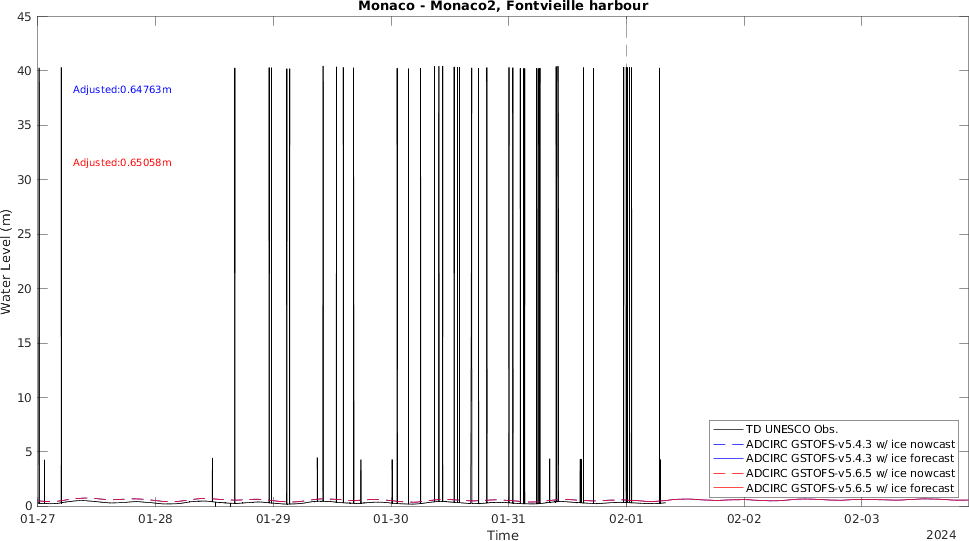 Monaco - Monaco2, Fontvieille harbour
45
40
35
30
25
20
15
10
5
0
Water Level (m)
Adjusted:0.64763m
Adjusted:0.65058m
TD UNESCO Obs.
ADCIRC GSTOFS-v5.4.3 w/ ice nowcast
ADCIRC GSTOFS-v5.4.3 w/ ice forecast
ADCIRC GSTOFS-v5.6.5 w/ ice nowcast
ADCIRC GSTOFS-v5.6.5 w/ ice forecast
01-27 01-28 01-29 01-30 01-31 02-01 02-02 02-03
Time
2024